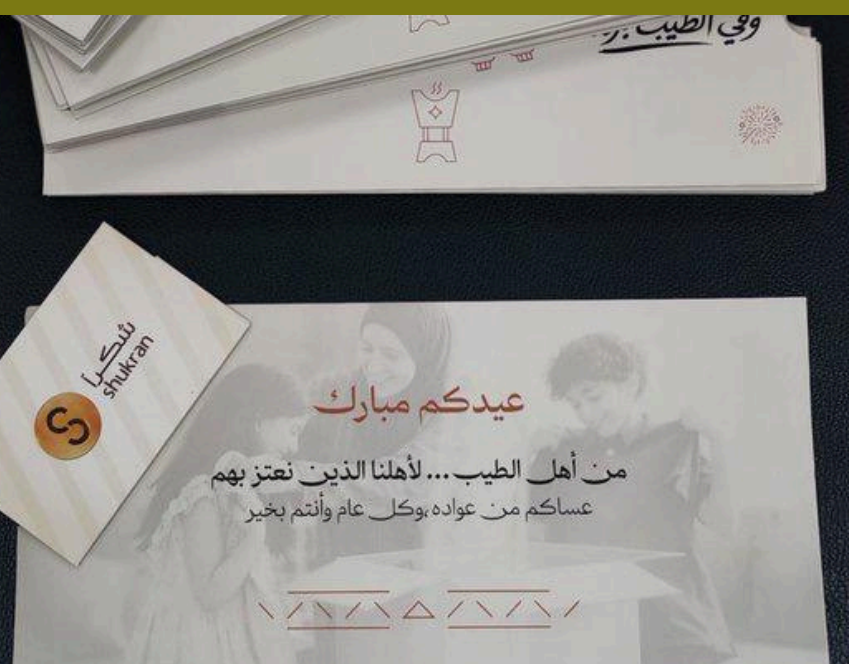 وفي الطيب
شكراً
shukran
عيدكم مبارك
من أهل الطيب... لأهلنا الذين نعتز بهم
عساكم من عواده ،وكل عام وأنتم بخير